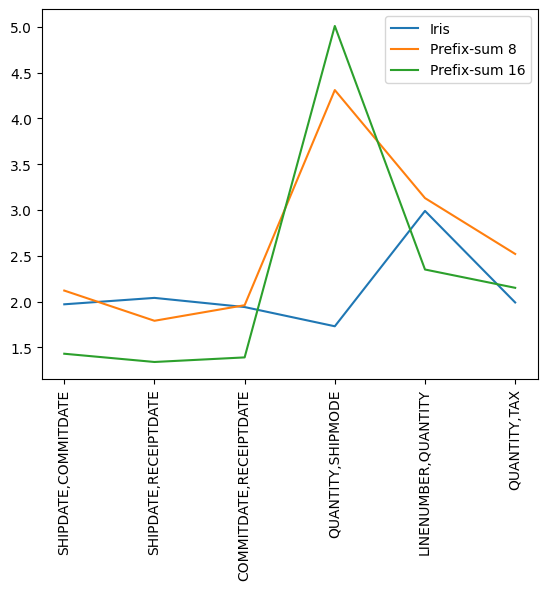 Iris
Prefix-sum 8
Prefix-sum 16
5.0
4.5
4.0
3.5
3.0
2.5
2.0
1.5
SHIPDATE,COMMITDATE
SHIPDATE,RECEIPTDATE
COMMITDATE,RECEIPTDATE
QUANTITY,SHIPMODE
LINENUMBER,QUANTITY
QUANTITY,TAX